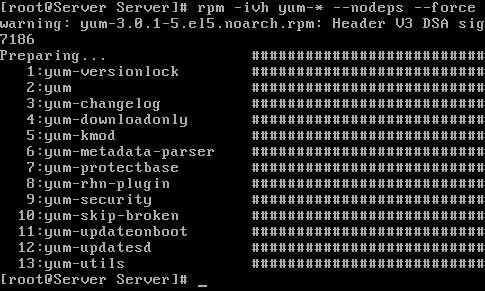 [root@Server Server]# rpm -ivh yum-* --nodeps --force
warning: yum-3.0.1-5.el5.noarch.rpm: Header V3 DSA sig
7186
Preparing... ##########################
1:yum-versionlock ##########################
2:yum ##########################
3:yum-changelog ##########################
4:yum-downloadonly ##########################
5:yum-kmod ##########################
6:yum-metadata-parser ##########################
7:yum-protectbase ##########################
8:yum-rhn-plugin ##########################
9:yum-security ##########################
10:yum-skip-broken ##########################
11:yum-updateonboot ##########################
12:yum-updatesd ##########################
13:yum-utils ##########################
[root@Server Server]# _